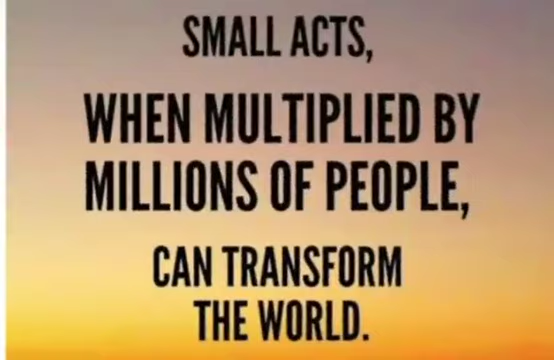 SMALL ACTS,
WHEN MULTIPLIED BY
MILLIONS OF PEOPLE,
CAN TRANSFORM
THE WORLD.